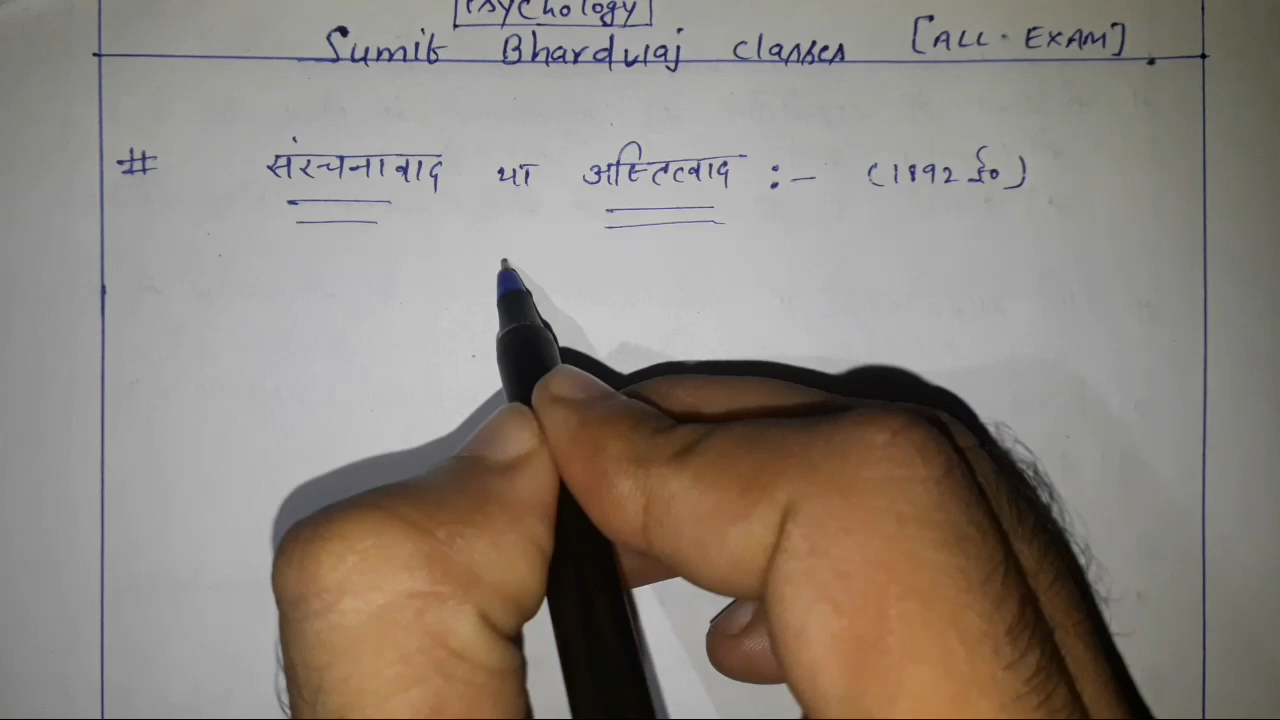 Psychology
Sumit Bhardwaj Classes [ALL. EXAM]
# संरचनावाद या अस्तित्ववाद :- (1892 ई०)